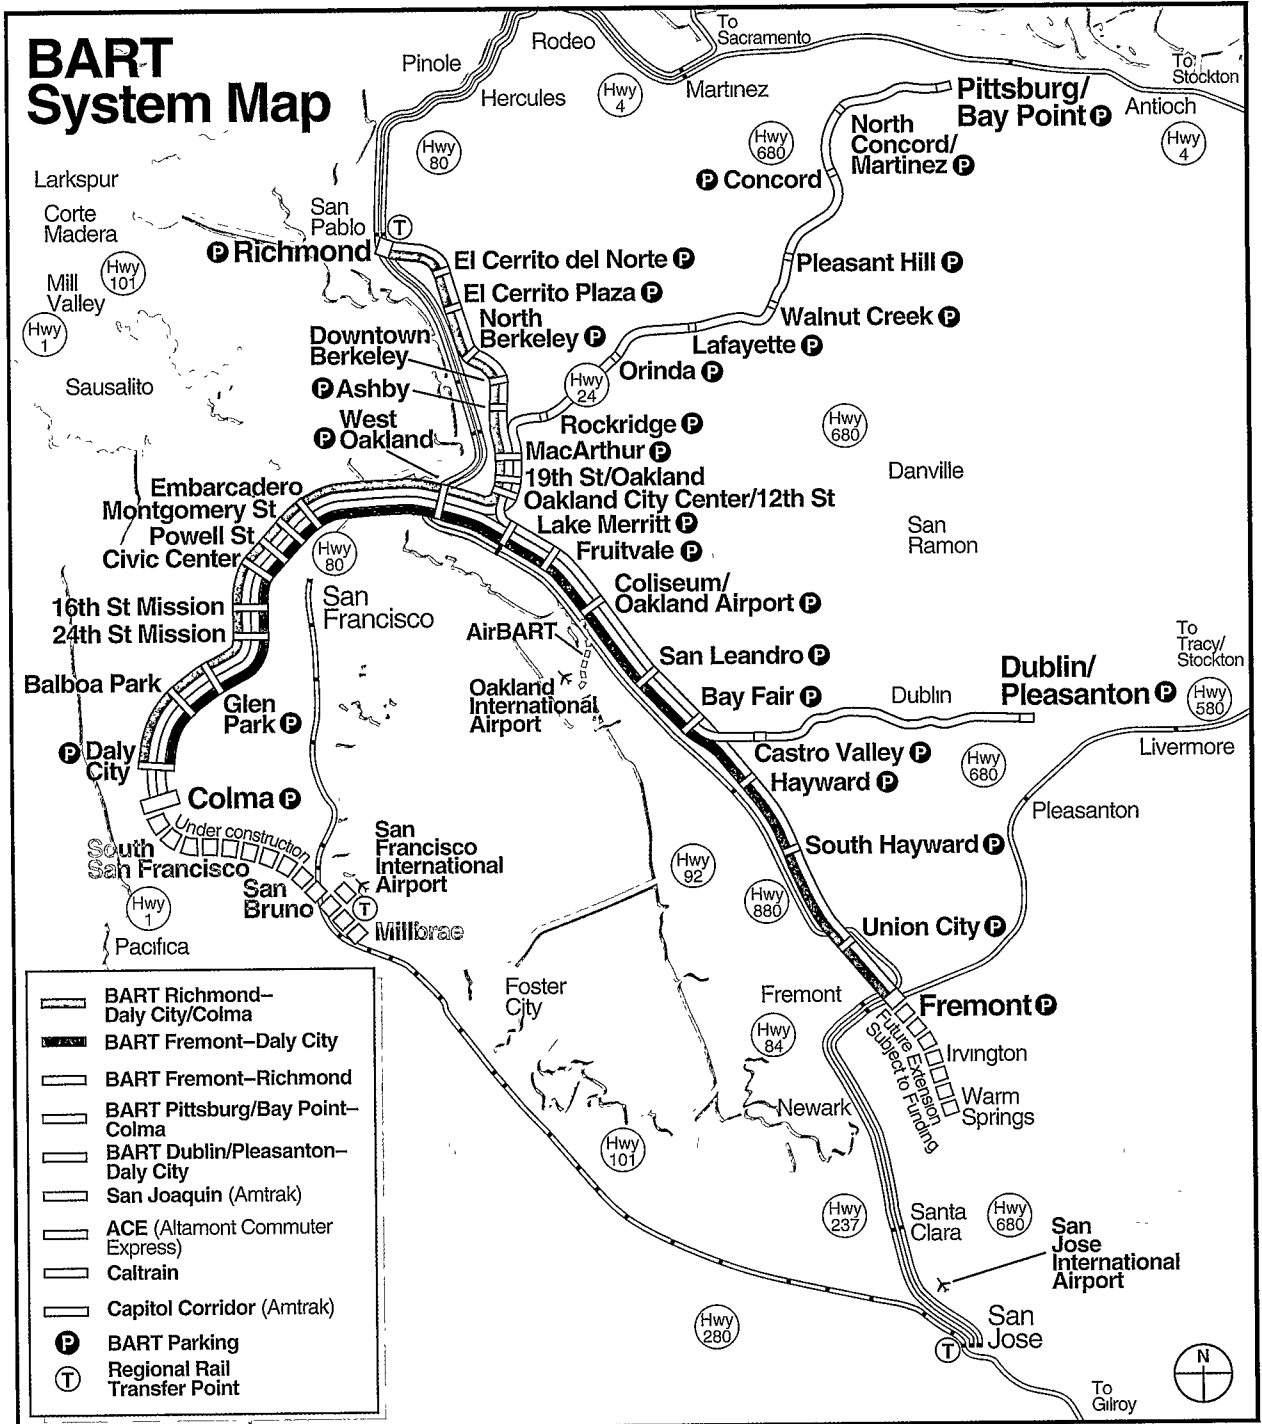 BART
System Map
Pinole
Rodeo
Hercules
Hwy
4
Hwy
80
To
Sacramento
Martinez
To
Stockton
Antioch
Hwy
4
Pittsburg/
Bay Point P
North
Concord/
Martinez P
Hwy
680
P Concord
Larkspur
Corte
Madera
Hwy
101
Mill
Valley
Hwy
1
Sausalito
San
Pablo
T
P Richmond
El Cerrito del Norte P
El Cerrito Plaza P
North
Berkeley P
Downtown
Berkeley
P Ashby
West
P Oakland
Pleasant Hill P
Walnut Creek P
Lafayette P
Orinda P
Hwy
24
Rockridge P
MacArthur P
19th St/Oakland
Oakland City Center/12th St
Lake Merritt P
Fruitvale P
Coliseum/
Oakland Airport P
San Leandro P
Bay Fair P
Hwy
680
Danville
San
Ramon
Embarcadero
Montgomery St
Powell St
Civic Center
16th St Mission
24th St Mission
Balboa Park
Glen
Park P
P Daly
City
Colma P
Hwy
80
San
Francisco
AirBART
Oakland
International
Airport
Dublin
Dublin/
Pleasanton P
To
Tracy/
Stockton
Hwy
580
Livermore
Castro Valley P
Hayward P
Hwy
680
Pleasanton
South Hayward P
Union City P
Under construction
South
San Francisco
San
Bruno
San
Francisco
International
Airport
T
Millbrae
Hwy
1
Pacifica
Hwy
92
Hwy
880
Foster
City
Fremont
Hwy
84
Fremont P
Future Extension
Subject to Funding
Irvington
Warm
Springs
Newark
Hwy
101
Hwy
237
Santa
Clara
Hwy
680
San
Jose
International
Airport
Hwy
280
San
Jose
T
To
Gilroy
N
BART Richmond–
Daly City/Colma
BART Fremont–Daly City
BART Fremont–Richmond
BART Pittsburg/Bay Point–
Colma
BART Dublin/Pleasanton–
Daly City
San Joaquin (Amtrak)
ACE (Altamont Commuter
Express)
Caltrain
Capitol Corridor (Amtrak)
P BART Parking
T Regional Rail
Transfer Point